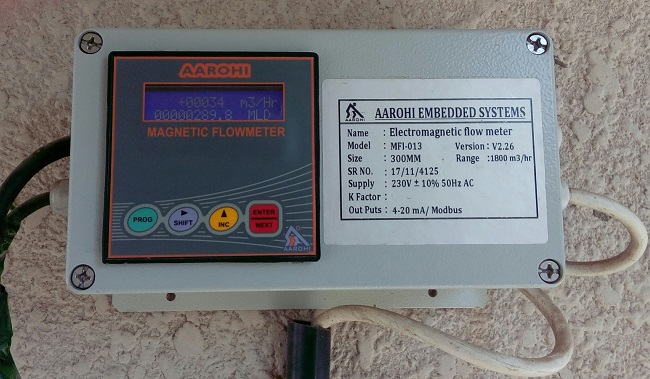 AAROHI
+00034 m3/Hr
00000289.8 MLD
MAGNETIC FLOWMETER
PROG
SHIFT
INC
ENTER
NEXT
AAROHI
AAROHI
AAROHI EMBEDDED SYSTEMS
Name : Electromagnetic flow meter
Model : MFI-013 Version : V2.26
Size : 300MM Range : 1800 m3/hr
SR NO. : 17/11/4125
Supply : 230V ± 10% 50Hz AC
K Factor :
Out Puts : 4-20 mA/ Modbus